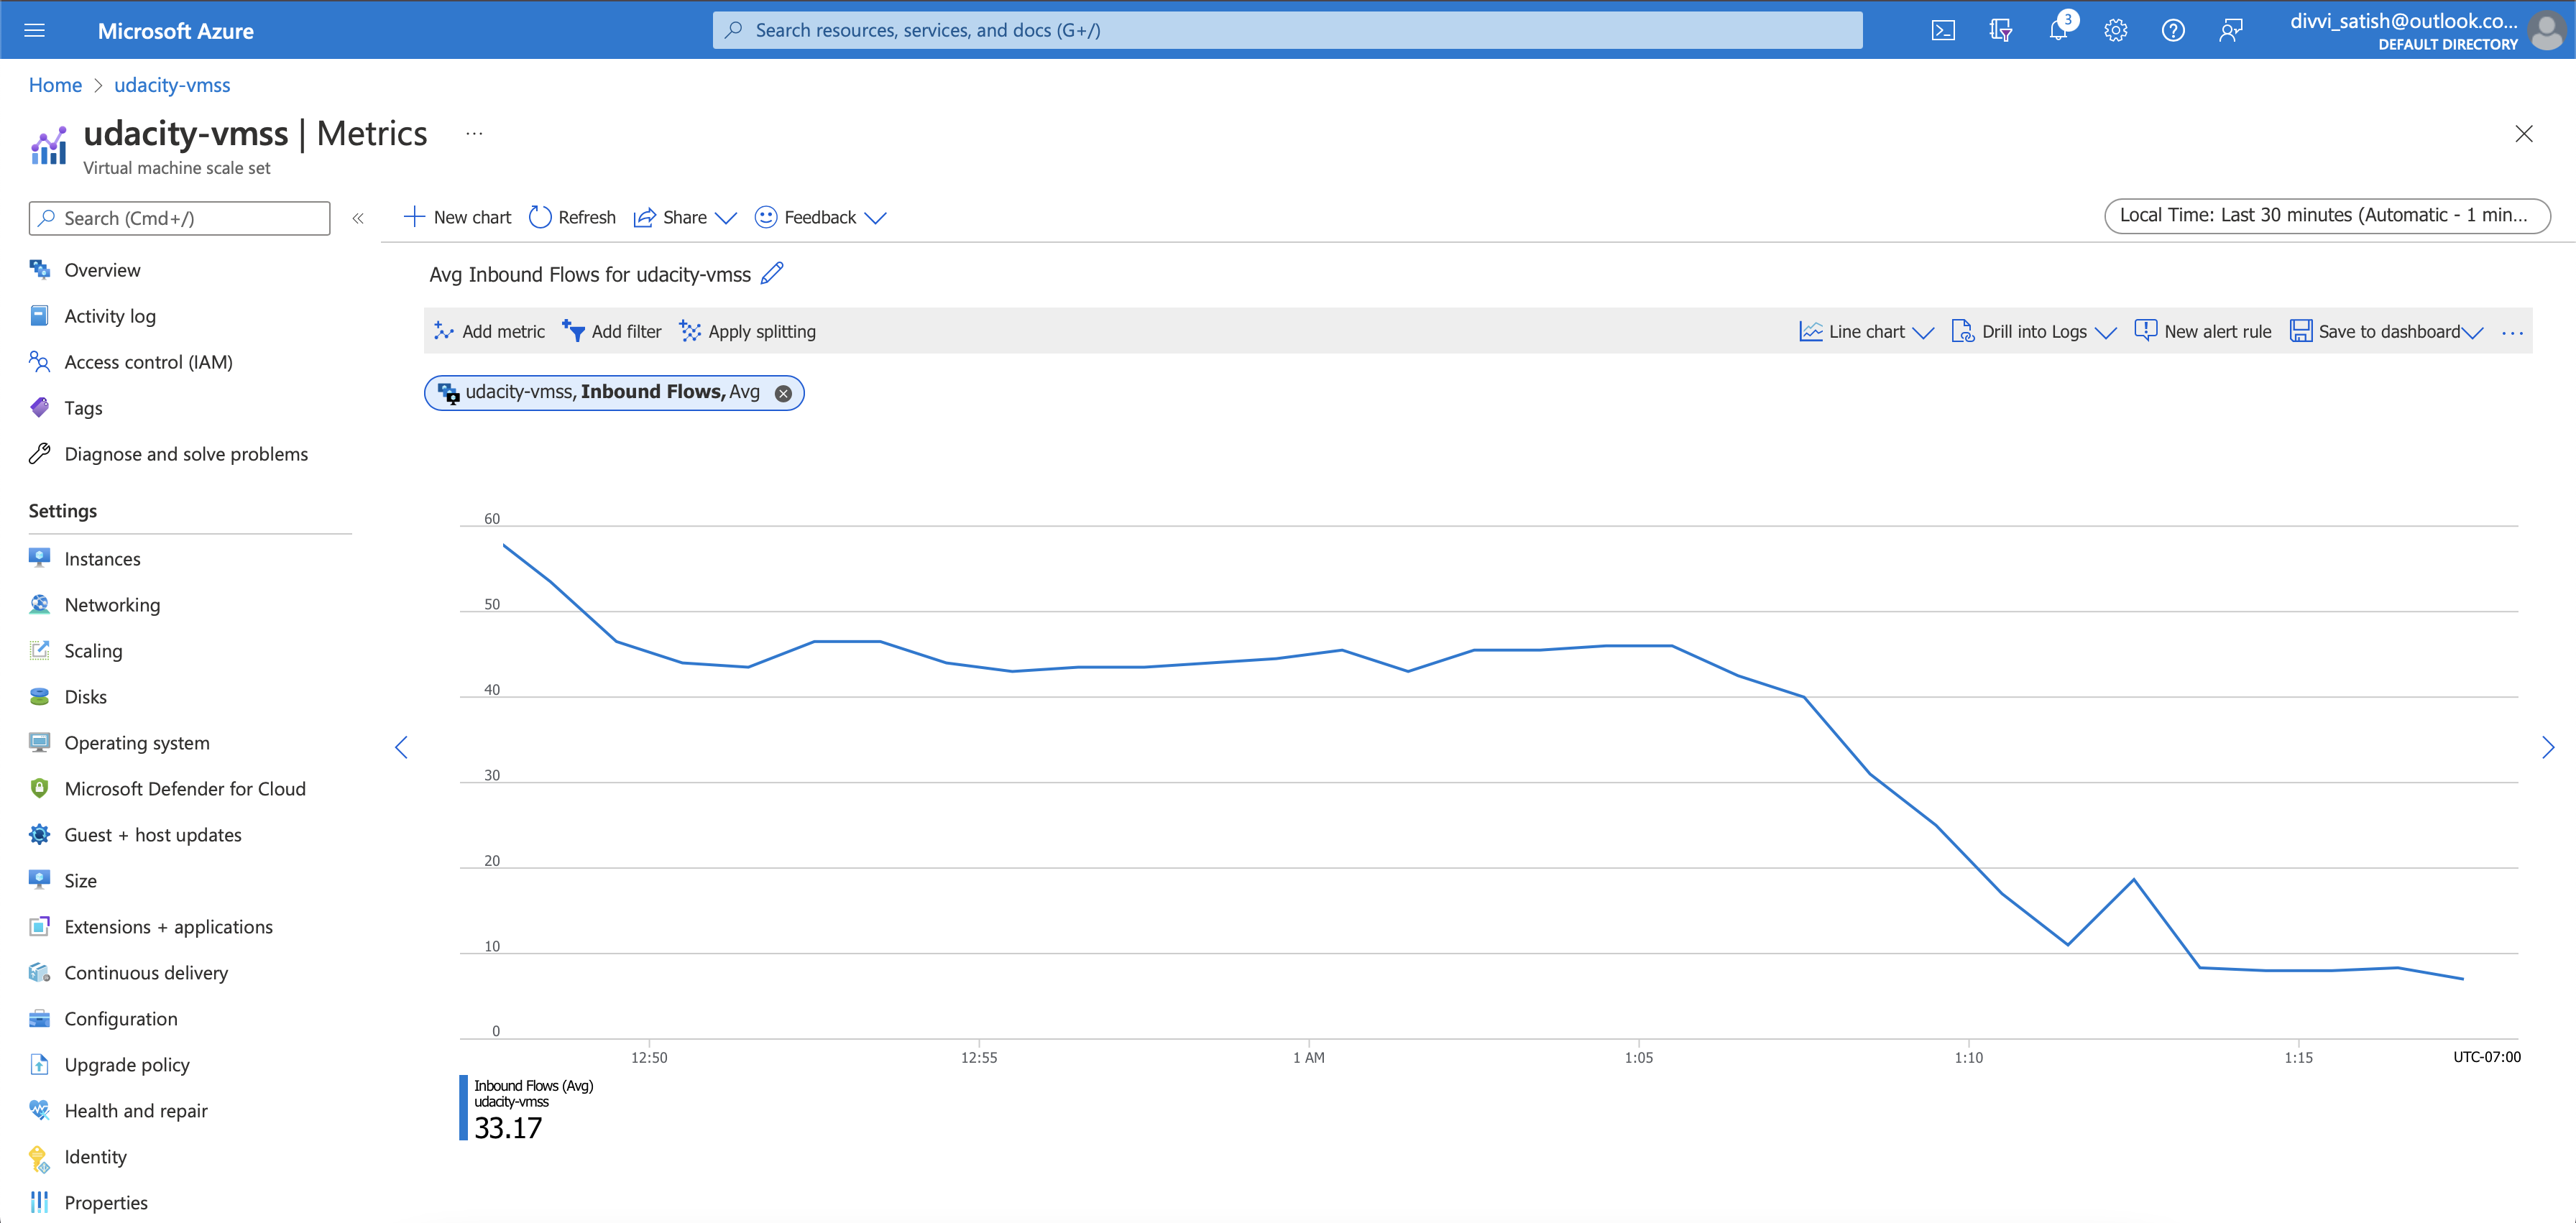 Microsoft Azure
Search resources, services, and docs (G+/)
3
divvi_satish@outlook.co...
DEFAULT DIRECTORY
Home > udacity-vmss
udacity-vmss | Metrics ...
Virtual machine scale set
Search (Cmd+/)
«
New chart
Refresh
Share
Feedback
Local Time: Last 30 minutes (Automatic - 1 min...
Overview
Activity log
Access control (IAM)
Tags
Diagnose and solve problems
Settings
Instances
Networking
Scaling
Disks
Operating system
Microsoft Defender for Cloud
Guest + host updates
Size
Extensions + applications
Continuous delivery
Configuration
Upgrade policy
Health and repair
Identity
Properties
Avg Inbound Flows for udacity-vmss
Add metric
Add filter
Apply splitting
Line chart
Drill into Logs
New alert rule
Save to dashboard
...
udacity-vmss, Inbound Flows, Avg
60
50
40
30
20
10
0
12:50
12:55
1 AM
1:05
1:10
1:15
UTC-07:00
Inbound Flows (Avg)
udacity-vmss
33.17